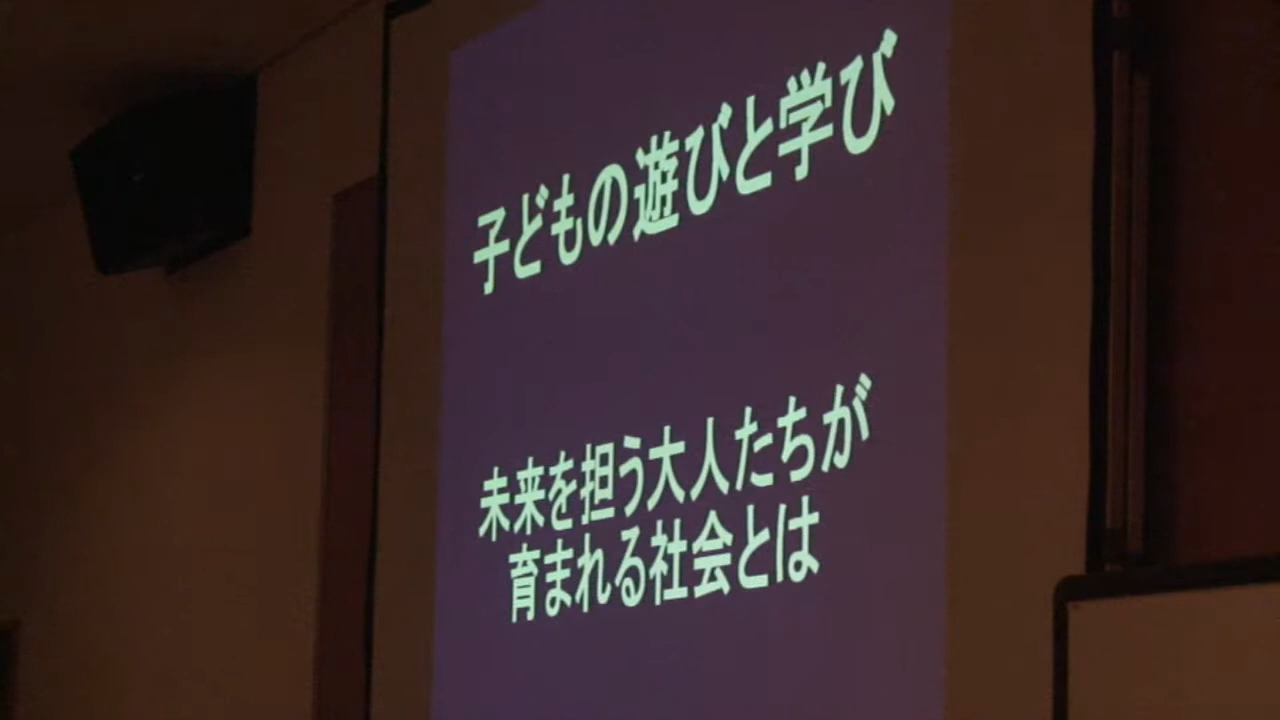 子どもの遊びと学び
未来を担う大人たちが
育まれる社会とは